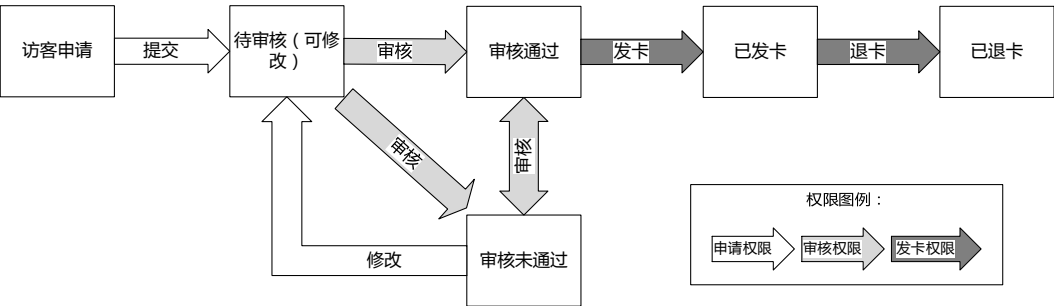 访客申请
提交
待审核（可修
改）
审核
审核通过
发卡
已发卡
退卡
已退卡
审核
审核
修改
审核未通过
权限图例：
申请权限
审核权限
发卡权限